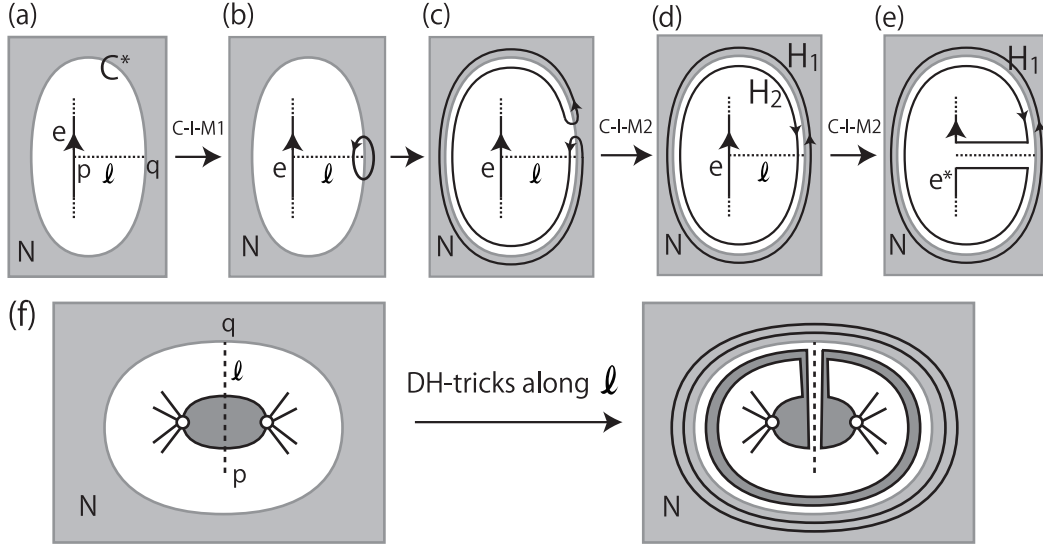 (a) (b) (c) (d) (e)
C* H₁ H₁
H₂
C-I-M1 C-I-M2 C-I-M2
e p ℓ q e ℓ e ℓ e ℓ e*
N N N N N
(f)
q
ℓ
DH-tricks along ℓ
p
N N